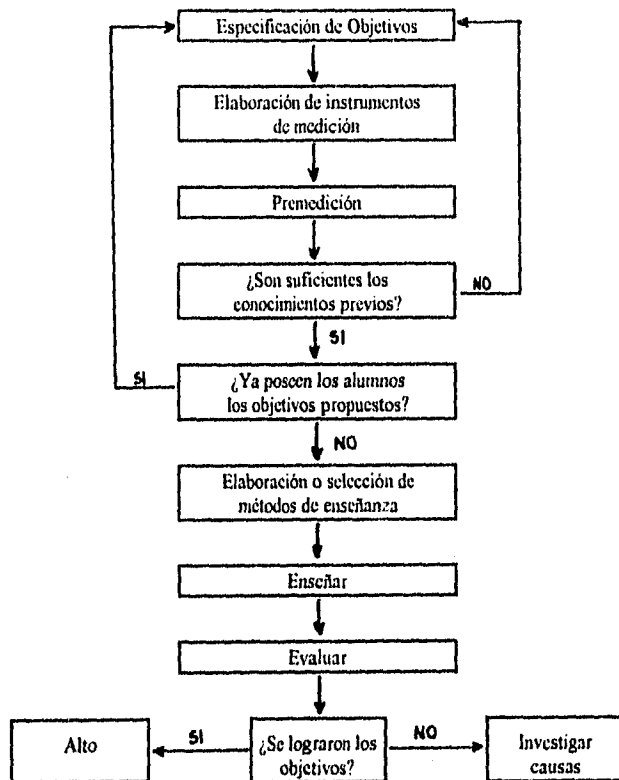 Especificación de Objetivos
Elaboración de instrumentos
de medición
Premedición
¿Son suficientes los
conocimientos previos?
NO
SI
SI
¿Ya poseen los alumnos
los objetivos propuestos?
NO
Elaboración o selección de
métodos de enseñanza
Enseñar
Evaluar
Alto
SI
¿Se lograron los
objetivos?
NO
Investigar
causas